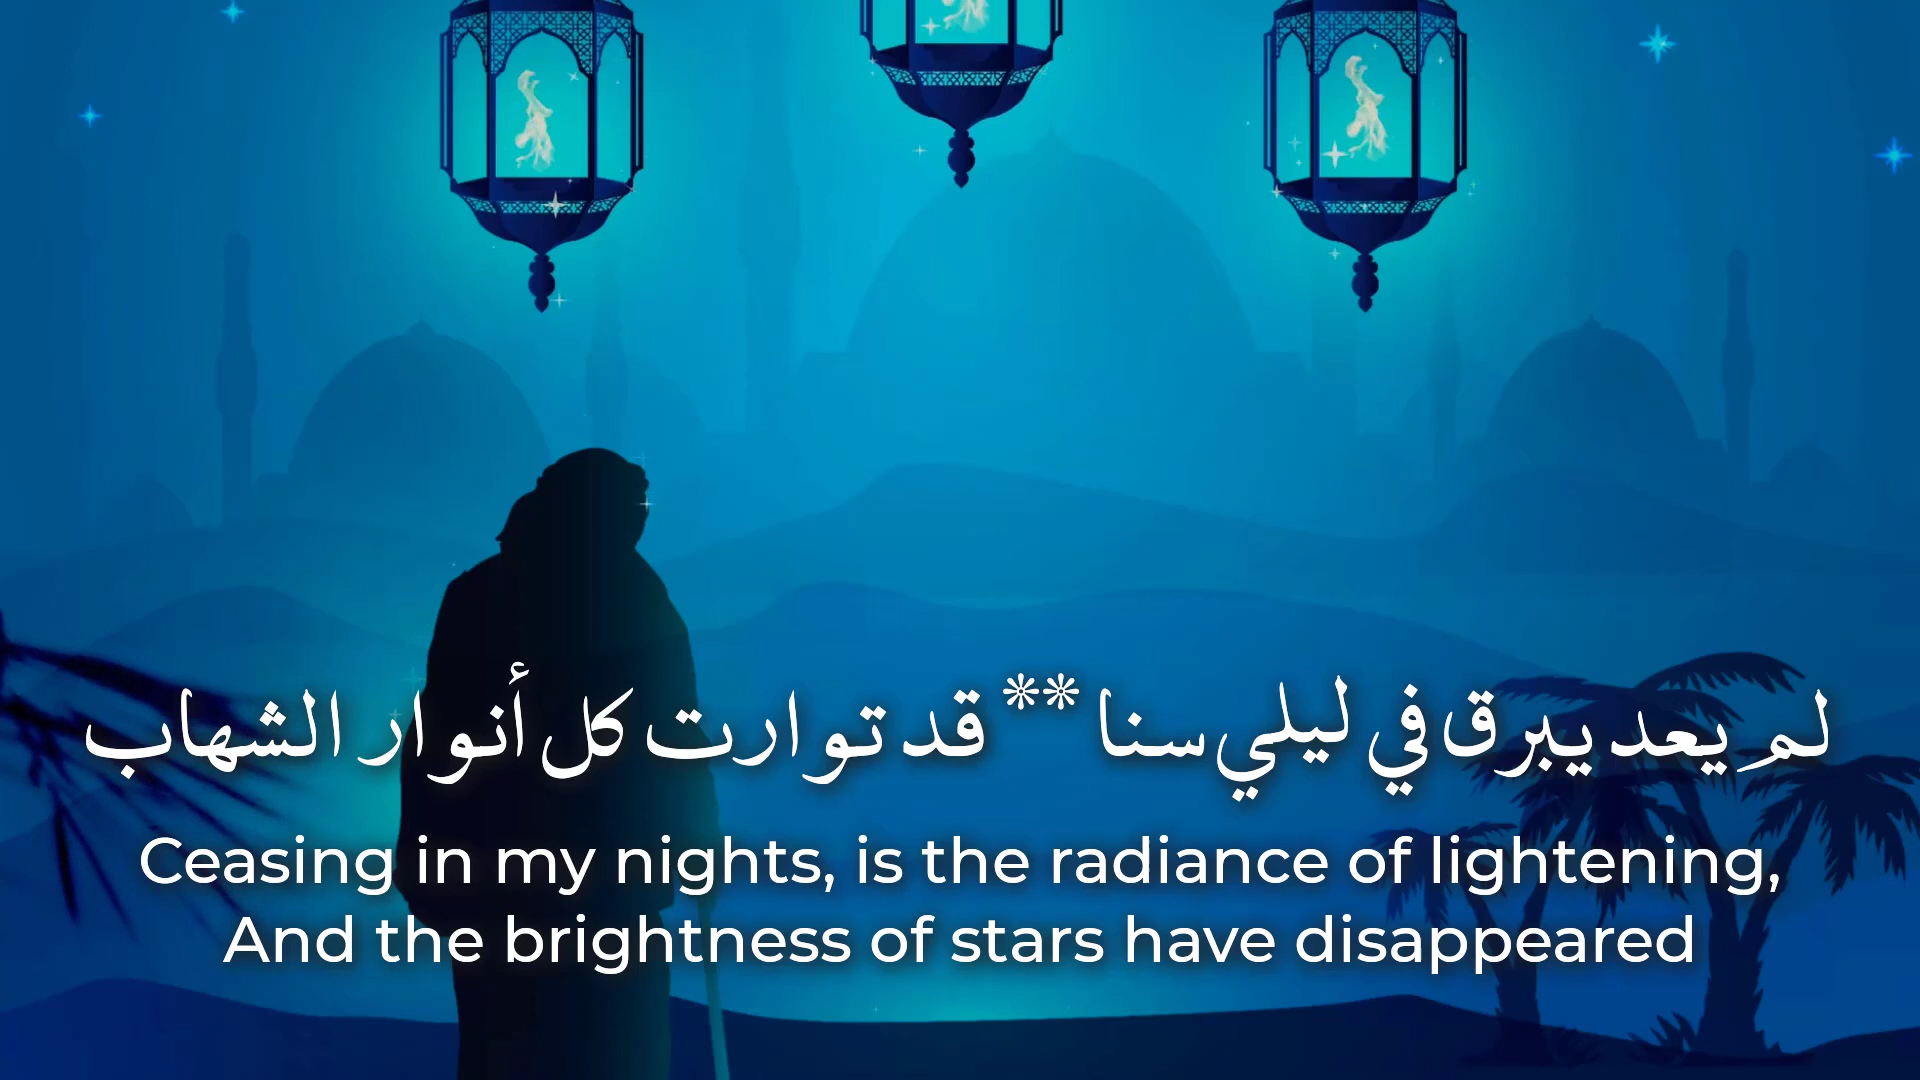 لم يعد يبرق في ليلي سنا ** قد توارت كل أنوار الشهاب
Ceasing in my nights, is the radiance of lightening,
And the brightness of stars have disappeared